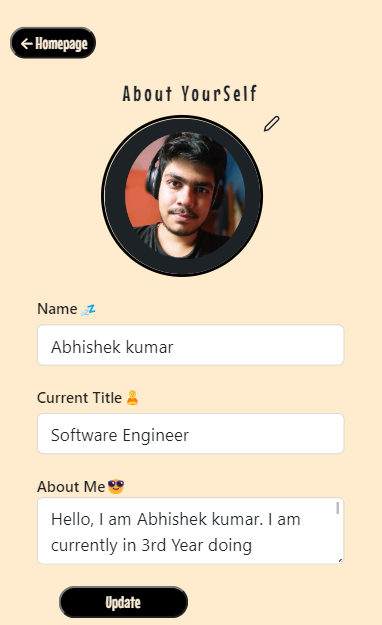 ← Homepage
About YourSelf
Name 💤
Abhishek kumar
Current Title
Software Engineer
About Me😎
Hello, I am Abhishek kumar. I am
currently in 3rd Year doing
Update